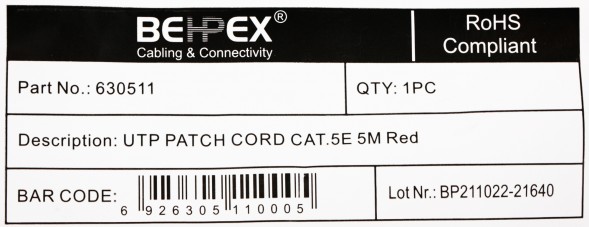 BEHPEX®
Cabling & Connectivity
RoHS
Compliant
Part No.: 630511
QTY: 1PC
Description: UTP PATCH CORD CAT.5E 5M Red
BAR CODE:
6 926305 110005
Lot Nr.: BP211022-21640